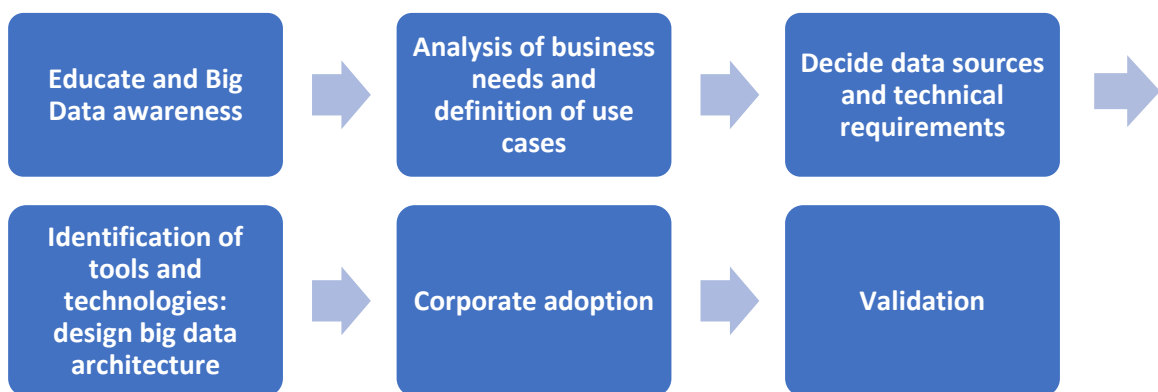 Educate and Big
Data awareness
Analysis of business
needs and
definition of use
cases
Decide data sources
and technical
requirements
Identification of
tools and
technologies:
design big data
architecture
Corporate adoption
Validation